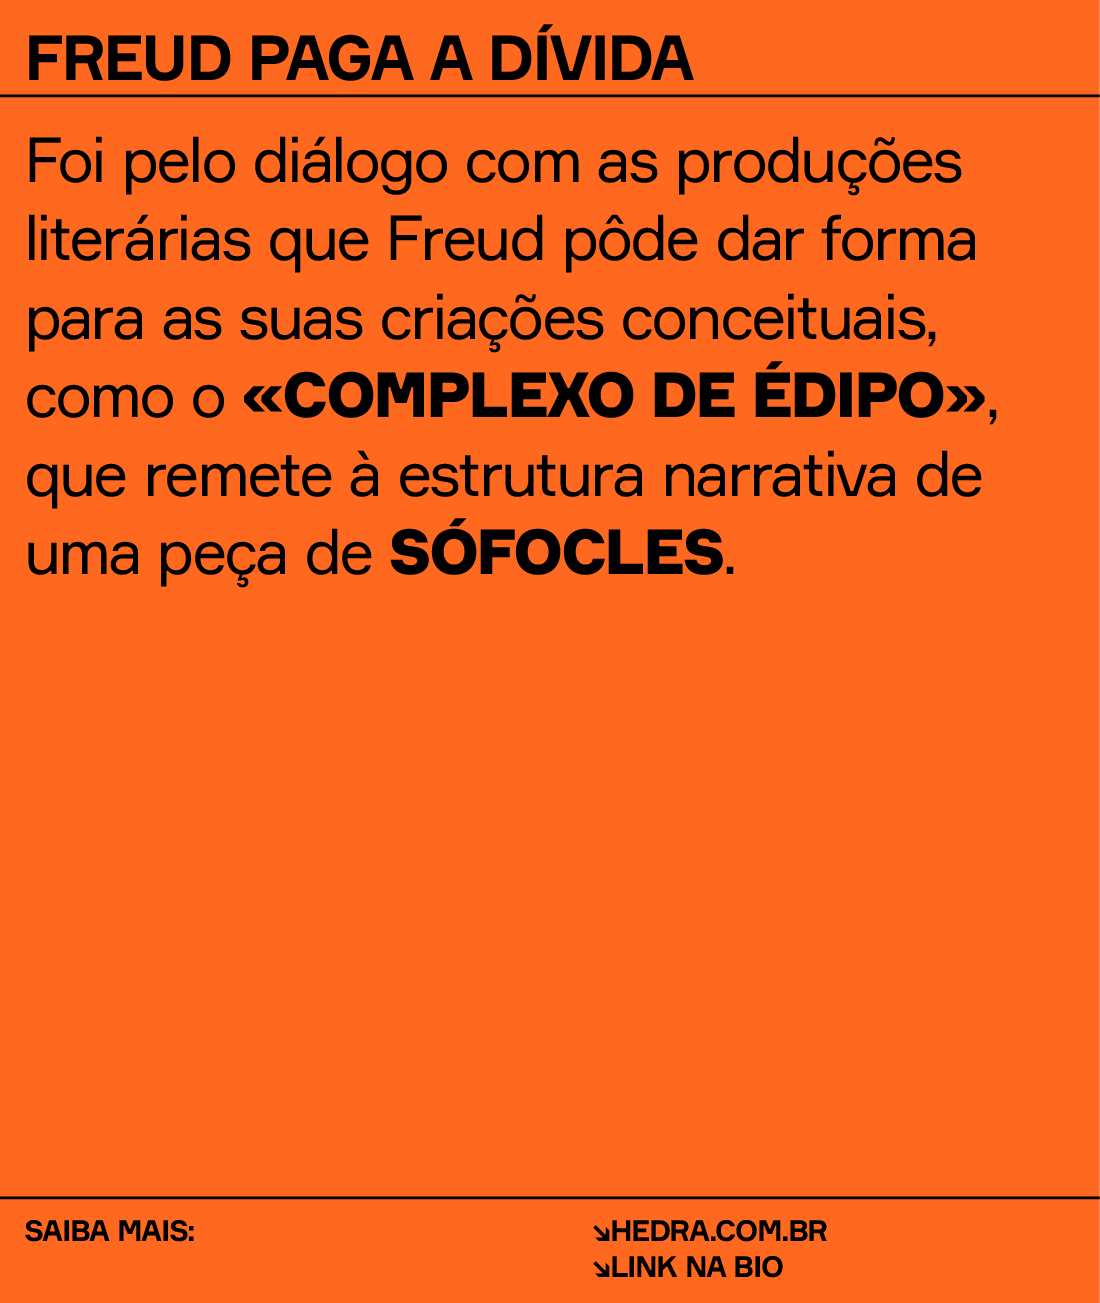 FREUD PAGA A DÍVIDA
Foi pelo diálogo com as produções
literárias que Freud pôde dar forma
para as suas criações conceituais,
como o «COMPLEXO DE ÉDIPO»,
que remete à estrutura narrativa de
uma peça de SÓFOCLES.
SAIBA MAIS:
↘HEDRA.COM.BR
↘LINK NA BIO